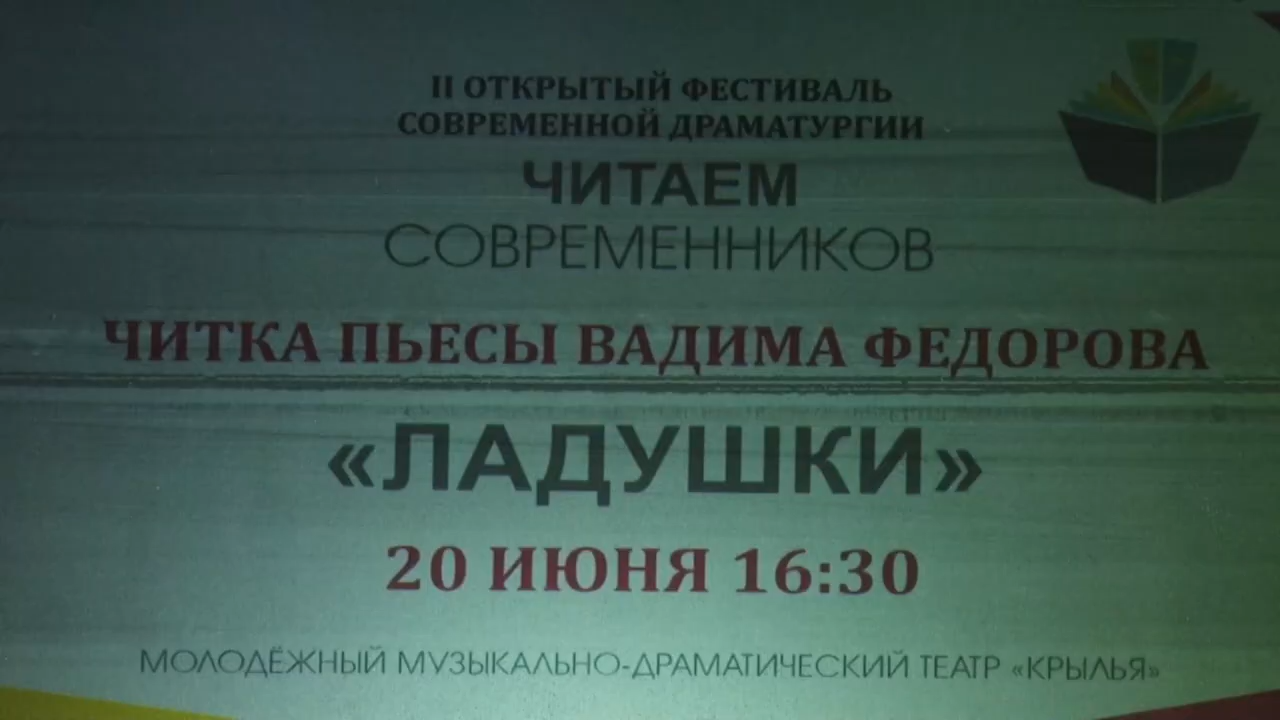 II ОТКРЫТЫЙ ФЕСТИВАЛЬ
СОВРЕМЕННОЙ ДРАМАТУРГИИ
ЧИТАЕМ
СОВРЕМЕННИКОВ
ЧИТКА ПЬЕСЫ ВАДИМА ФЕДОРОВА
«ЛАДУШКИ»
20 ИЮНЯ 16:30
МОЛОДЁЖНЫЙ МУЗЫКАЛЬНО-ДРАМАТИЧЕСКИЙ ТЕАТР «КРЫЛЬЯ»